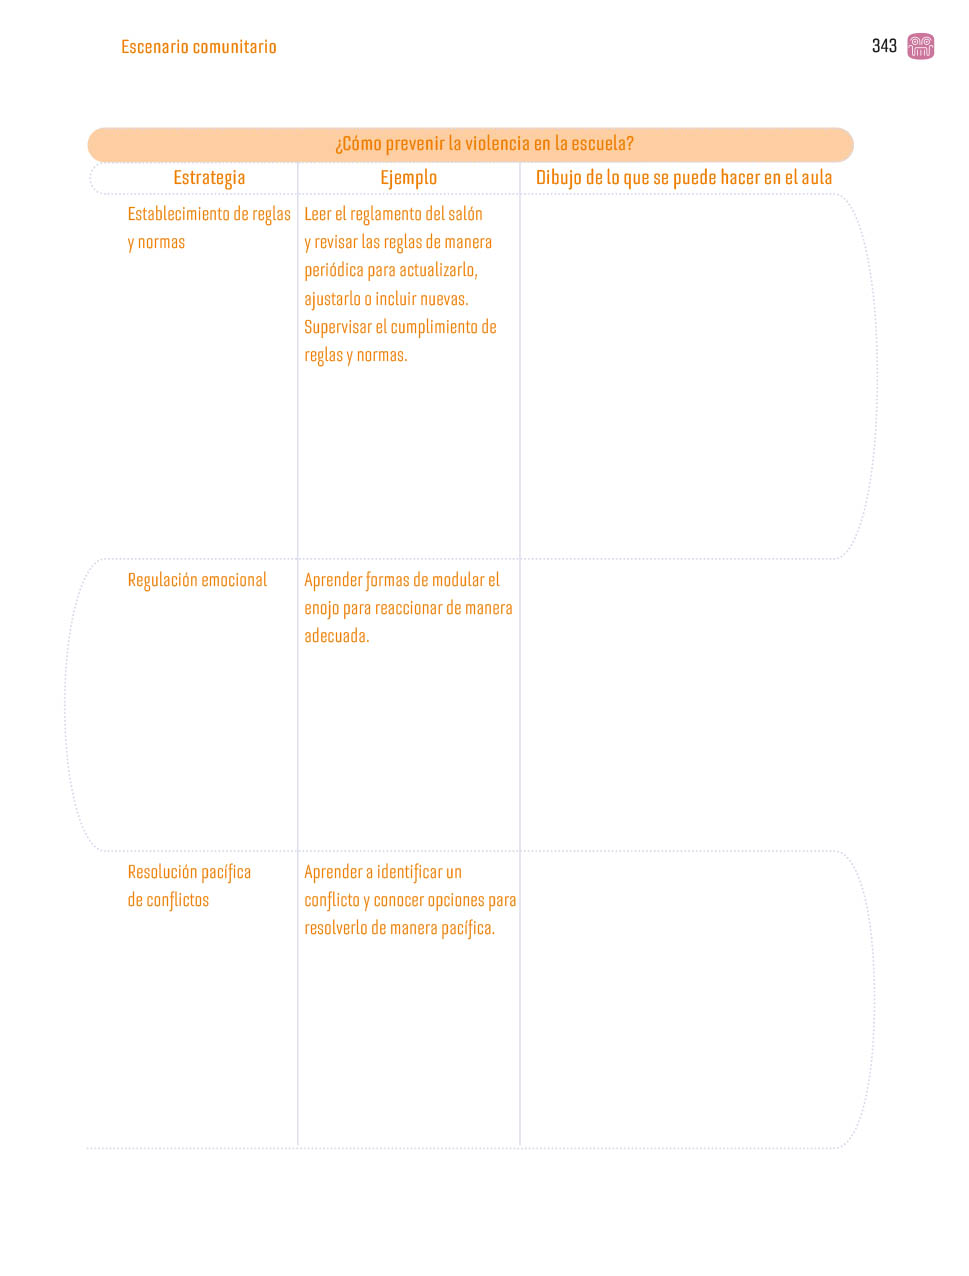 Escenario comunitario
343
¿Cómo prevenir la violencia en la escuela?
Estrategia
Ejemplo
Dibujo de lo que se puede hacer en el aula
Establecimiento de reglas
y normas
Leer el reglamento del salón
y revisar las reglas de manera
periódica para actualizarlo,
ajustarlo o incluir nuevas.
Supervisar el cumplimiento de
reglas y normas.
Regulación emocional
Aprender formas de modular el
enojo para reaccionar de manera
adecuada.
Resolución pacífica
de conflictos
Aprender a identificar un
conflicto y conocer opciones para
resolverlo de manera pacífica.